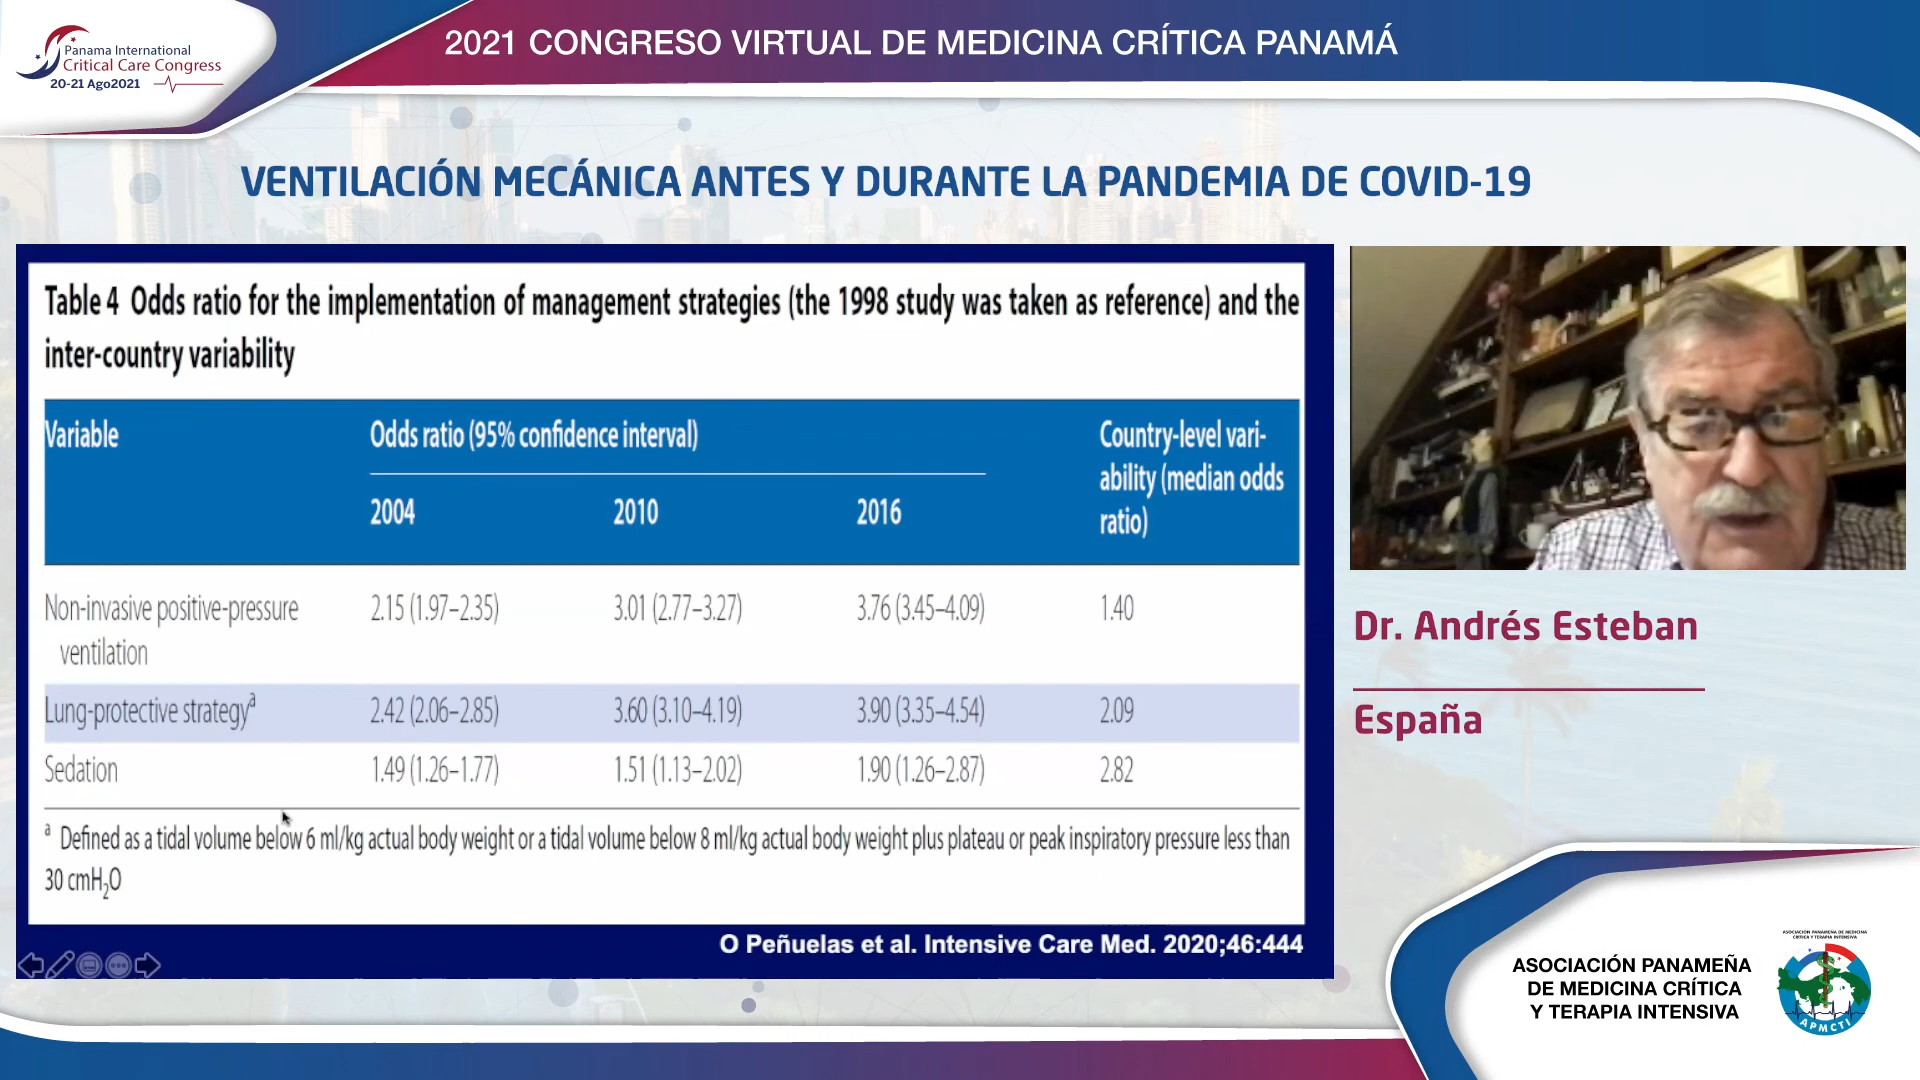 Panama International
Critical Care Congress
20-21 Ago2021
2021 CONGRESO VIRTUAL DE MEDICINA CRÍTICA PANAMÁ
VENTILACIÓN MECÁNICA ANTES Y DURANTE LA PANDEMIA DE COVID-19
Table 4 Odds ratio for the implementation of management strategies (the 1998 study was taken as reference) and the
inter-country variability
Variable Odds ratio (95% confidence interval) Country-level vari-
ability (median odds
2004 2010 2016 ratio)
Non-invasive positive-pressure 2.15 (1.97–2.35) 3.01 (2.77–3.27) 3.76 (3.45–4.09) 1.40
ventilation
Lung-protective strategyª 2.42 (2.06–2.85) 3.60 (3.10–4.19) 3.90 (3.35–4.54) 2.09
Sedation 1.49 (1.26–1.77) 1.51 (1.13–2.02) 1.90 (1.26–2.87) 2.82
ª Defined as a tidal volume below 6 ml/kg actual body weight or a tidal volume below 8 ml/kg actual body weight plus plateau or peak inspiratory pressure less than
30 cmH₂O
O Peñuelas et al. Intensive Care Med. 2020;46:444
Dr. Andrés Esteban
España
ASOCIACIÓN PANAMEÑA
DE MEDICINA CRÍTICA
Y TERAPIA INTENSIVA
ASOCIACIÓN PANAMEÑA DE MEDICINA
CRÍTICA Y TERAPIA INTENSIVA
APMCTI